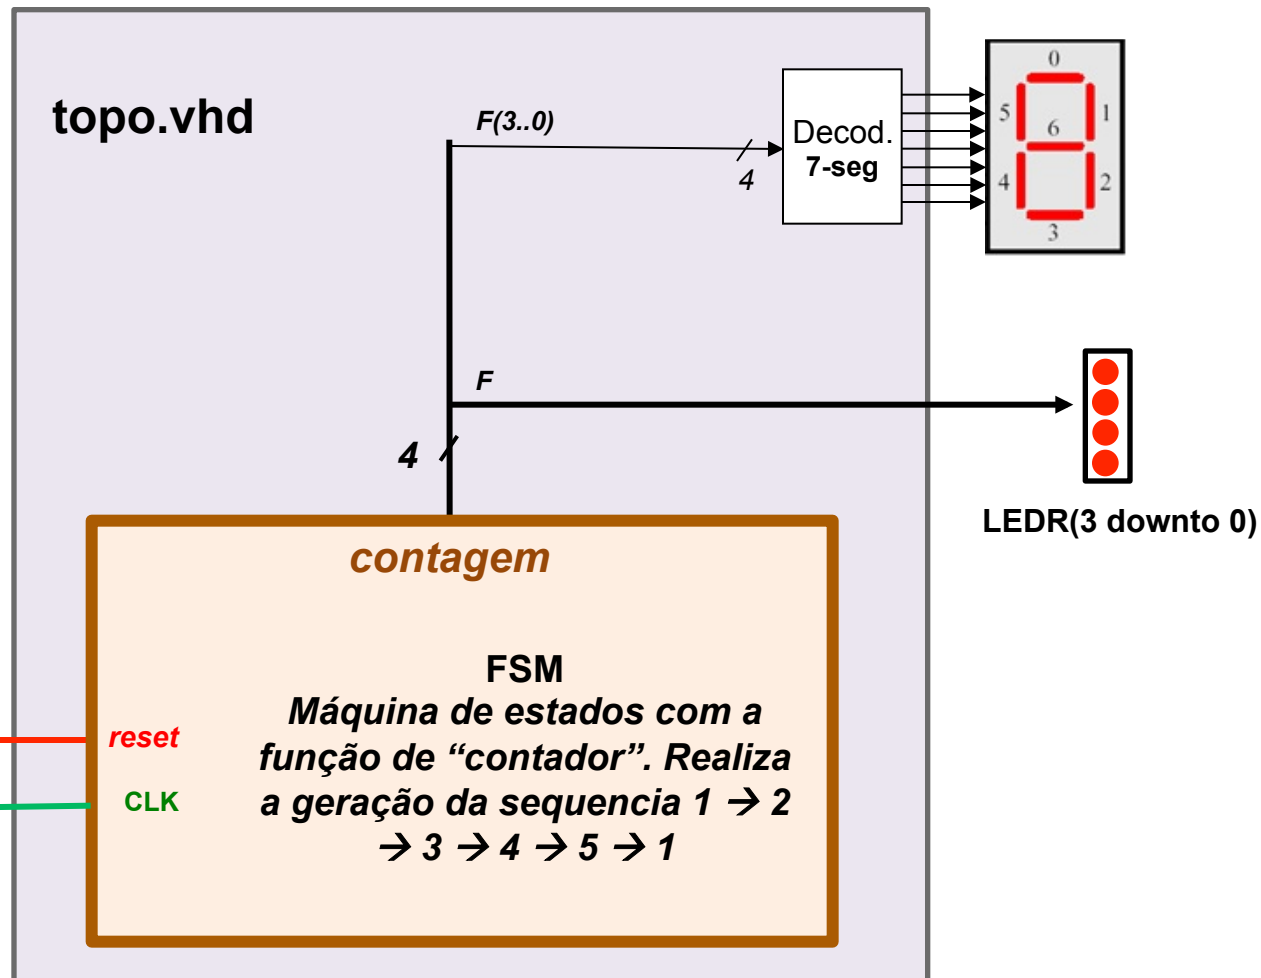 topo.vhd
F(3..0)
4
Decod.
7-seg
0
5
1
6
4
2
3
F
4
LEDR(3 downto 0)
contagem
FSM
Máquina de estados com a
função de “contador”. Realiza
a geração da sequencia 1 → 2
→ 3 → 4 → 5 → 1
reset
CLK